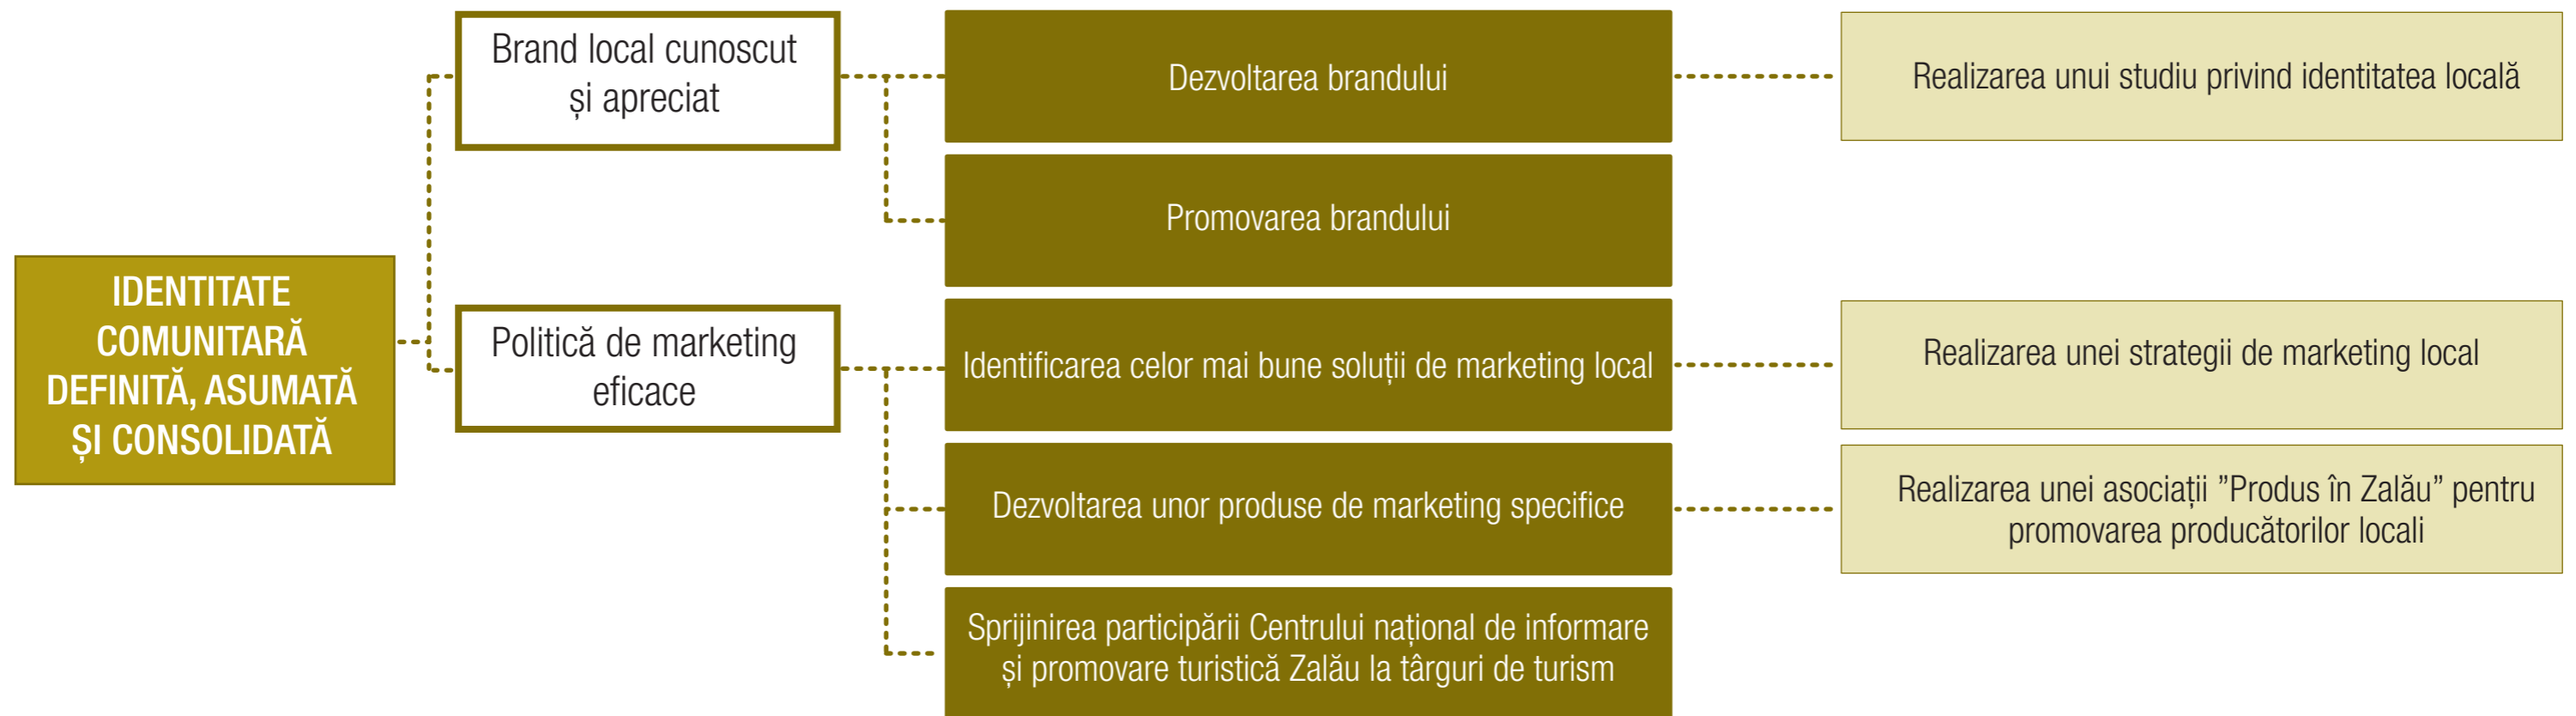 IDENTITATE
COMUNITARĂ
DEFINITĂ, ASUMATĂ
ȘI CONSOLIDATĂ
Brand local cunoscut
și apreciat
Dezvoltarea brandului
Realizarea unui studiu privind identitatea locală
Promovarea brandului
Politică de marketing
eficace
Identificarea celor mai bune soluții de marketing local
Realizarea unei strategii de marketing local
Dezvoltarea unor produse de marketing specifice
Realizarea unei asociații ”Produs în Zalău” pentru
promovarea producătorilor locali
Sprijinirea participării Centrului național de informare
și promovare turistică Zalău la târguri de turism